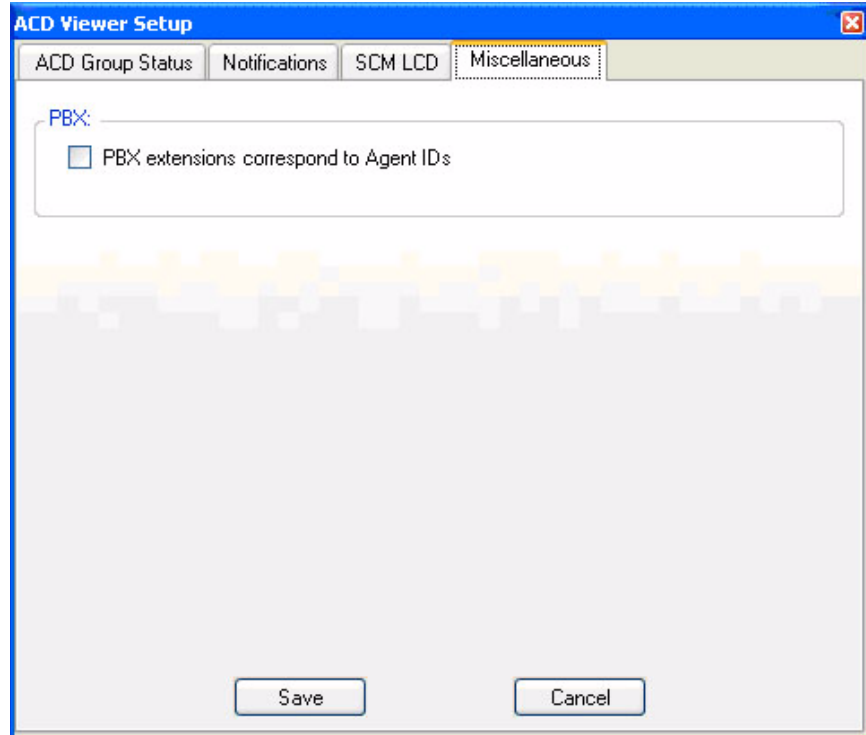 ACD Viewer Setup
ACD Group Status Notifications SCM LCD Miscellaneous
PBX:
PBX extensions correspond to Agent IDs
Save Cancel